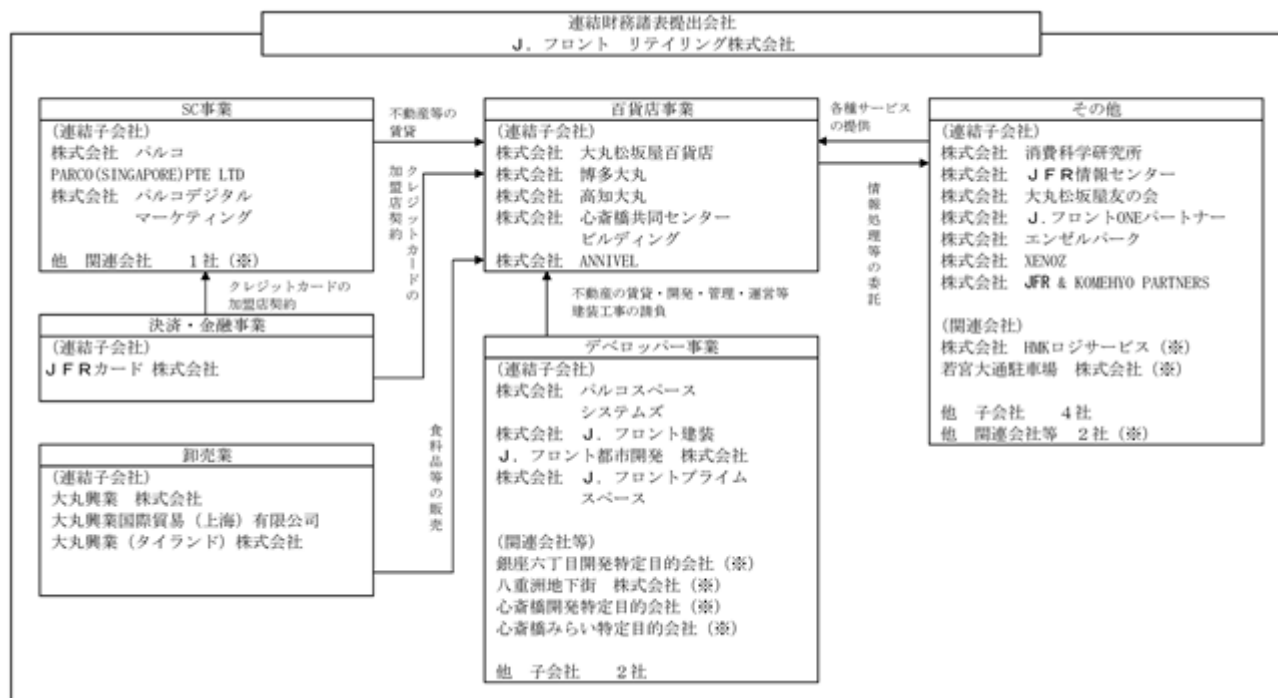 連結財務諸表提出会社
J. フロント リテイリング株式会社
SC事業
(連結子会社)
株式会社 パルコ
PARCO(SINGAPORE)PTE LTD
株式会社 パルコデジタル
マーケティング
他 関連会社 1社 (※)
不動産等の
賃貸
クレジットカードの
加盟店契約
クレジットカードの
加盟店契約
決済・金融事業
(連結子会社)
JFRカード 株式会社
卸売業
(連結子会社)
大丸興業 株式会社
大丸興業国際貿易 (上海) 有限公司
大丸興業 (タイランド) 株式会社
食料品等の販売
百貨店事業
(連結子会社)
株式会社 大丸松坂屋百貨店
株式会社 博多大丸
株式会社 高知大丸
株式会社 心斎橋共同センター
ビルディング
株式会社 ANNIVEL
不動産の賃貸・開発・管理・運営等
建装工事の請負
デベロッパー事業
(連結子会社)
株式会社 パルコスペース
システムズ
株式会社 J. フロント建装
J. フロント都市開発 株式会社
株式会社 J. フロントプライム
スペース
(関連会社等)
銀座六丁目開発特定目的会社 (※)
八重洲地下街 株式会社 (※)
心斎橋開発特定目的会社 (※)
心斎橋みらい特定目的会社 (※)
他 子会社 2社
各種サービス
の提供
情報処理等の委託
その他
(連結子会社)
株式会社 消費科学研究所
株式会社 JFR情報センター
株式会社 大丸松坂屋友の会
株式会社 J.フロントONEパートナー
株式会社 エンゼルパーク
株式会社 XENOZ
株式会社 JFR & KOMEHYO PARTNERS
(関連会社)
株式会社 HMKロジサービス (※)
若宮大通駐車場 株式会社 (※)
他 子会社 4社
他 関連会社等 2社 (※)